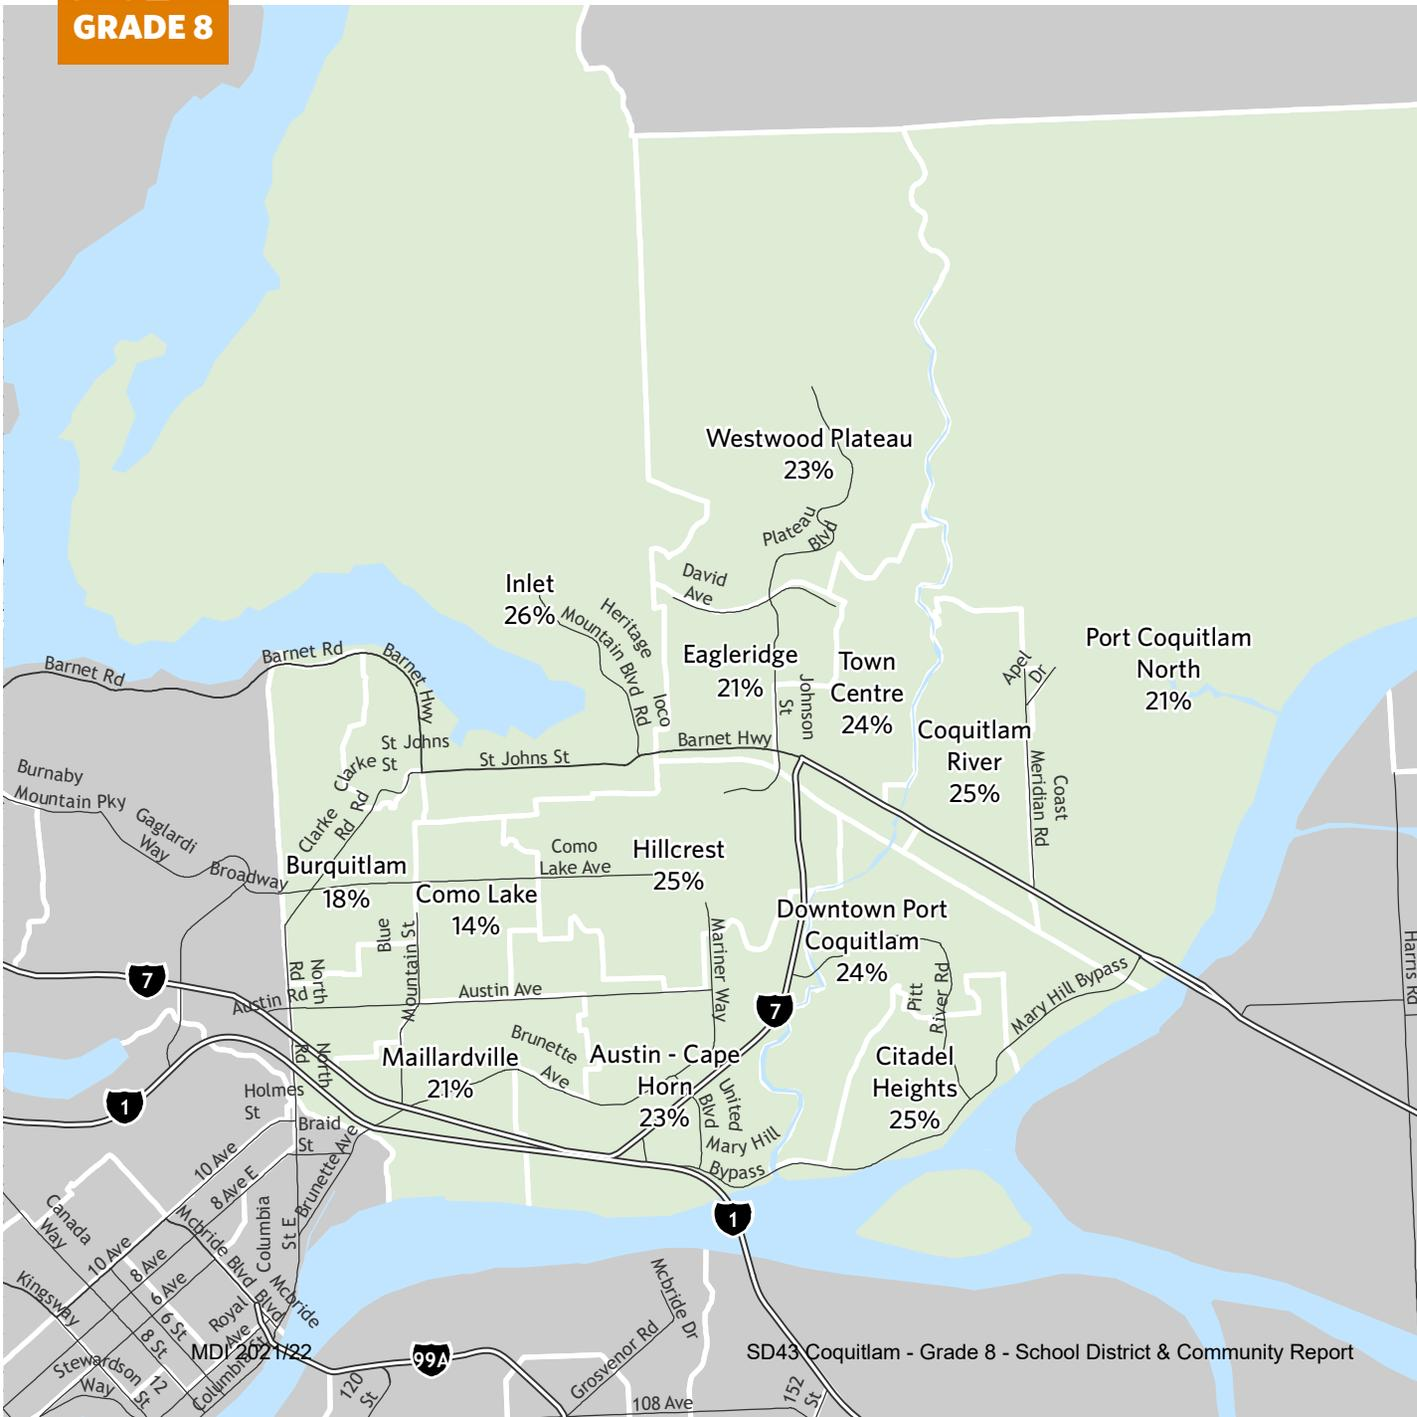 GRADE 8
Westwood Plateau
23%
Plateau
Blvd
David
Ave
Inlet
26%
Heritage
Mountain Blvd
Ioco
Rd
Eagleridge
21%
Johnson
St
Town
Centre
24%
Port Coquitlam
North
21%
Apel
Dr
Coquitlam
River
25%
Coast
Meridian Rd
Barnet Rd
Barnet Rd
Barnet Hwy
Barnet Hwy
St Johns
St
St Johns St
Clarke
Rd
Clarke
Rd
Burnaby
Mountain Pky
Gaglardi
Way
Broadway
Burquitlam
18%
Como
Lake Ave
Como Lake
14%
Hillcrest
25%
Blue
Mountain St
Downtown Port
Coquitlam
24%
Mariner Way
Pitt
River Rd
Mary Hill Bypass
7
North
Rd
Austin Rd
Austin Ave
7
Harris Rd
Brunette
Ave
North
Rd
Maillardville
21%
Austin - Cape
Horn
23%
Citadel
Heights
25%
United
Blvd
1
Holmes
St
Braid
St
Mary Hill
Bypass
Brunette Ave
10 Ave
8 Ave E
Columbia
St E
Canada
Way
Mcbride Blvd
1
10 Ave
8 Ave
6 Ave
Kingsway
Mcbride
Blvd
6 St
8 St
Royal
Ave
Mcbride Dr
MDI 2021/22
Columbia St
99A
SD43 Coquitlam - Grade 8 - School District & Community Report
Stewardson
Way
12
St
120
St
Grosvenor Rd
152
St
108 Ave